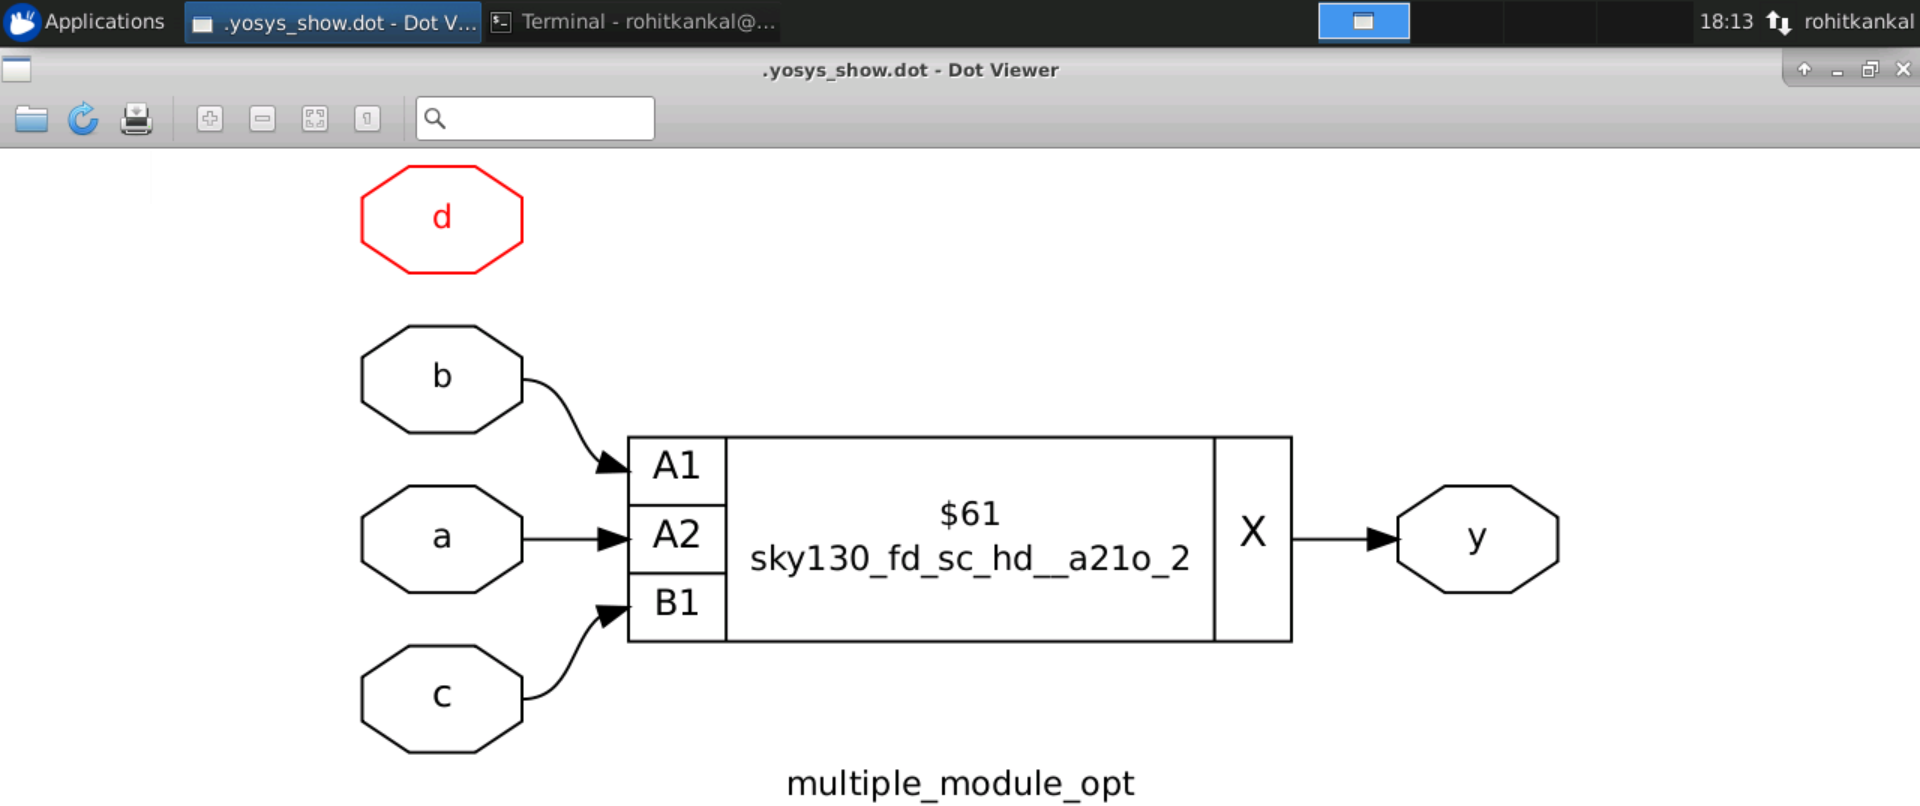 Applications
.yosys_show.dot - Dot V...
Terminal - rohitkankal@...
18:13
rohitkankal
.yosys_show.dot - Dot Viewer
d
b
a
c
A1
A2
B1
$61
sky130_fd_sc_hd__a21o_2
X
y
multiple_module_opt